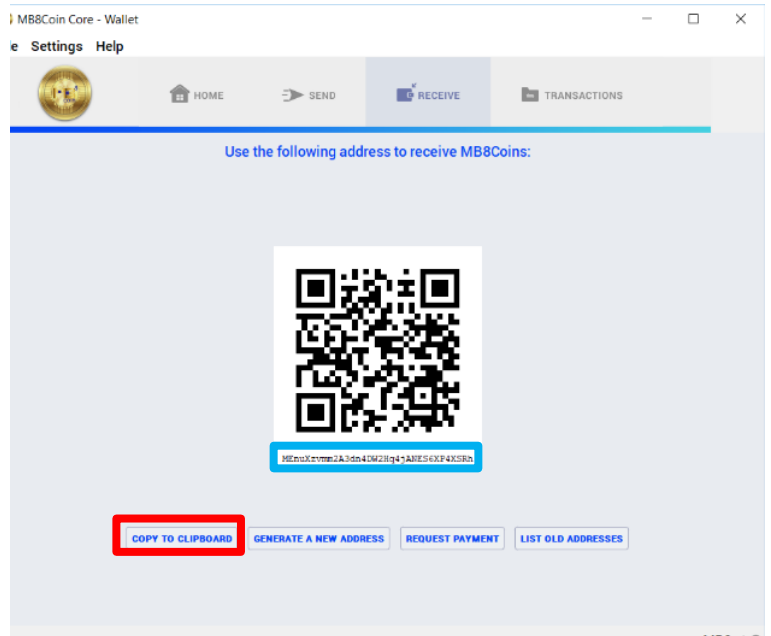 MB8Coin Core - Wallet
Settings Help
HOME SEND RECEIVE TRANSACTIONS
Use the following address to receive MB8Coins:
MEnuXzvmm2A3dn4DW2Hq4jANES6XP4XSRh
COPY TO CLIPBOARD GENERATE A NEW ADDRESS REQUEST PAYMENT LIST OLD ADDRESSES